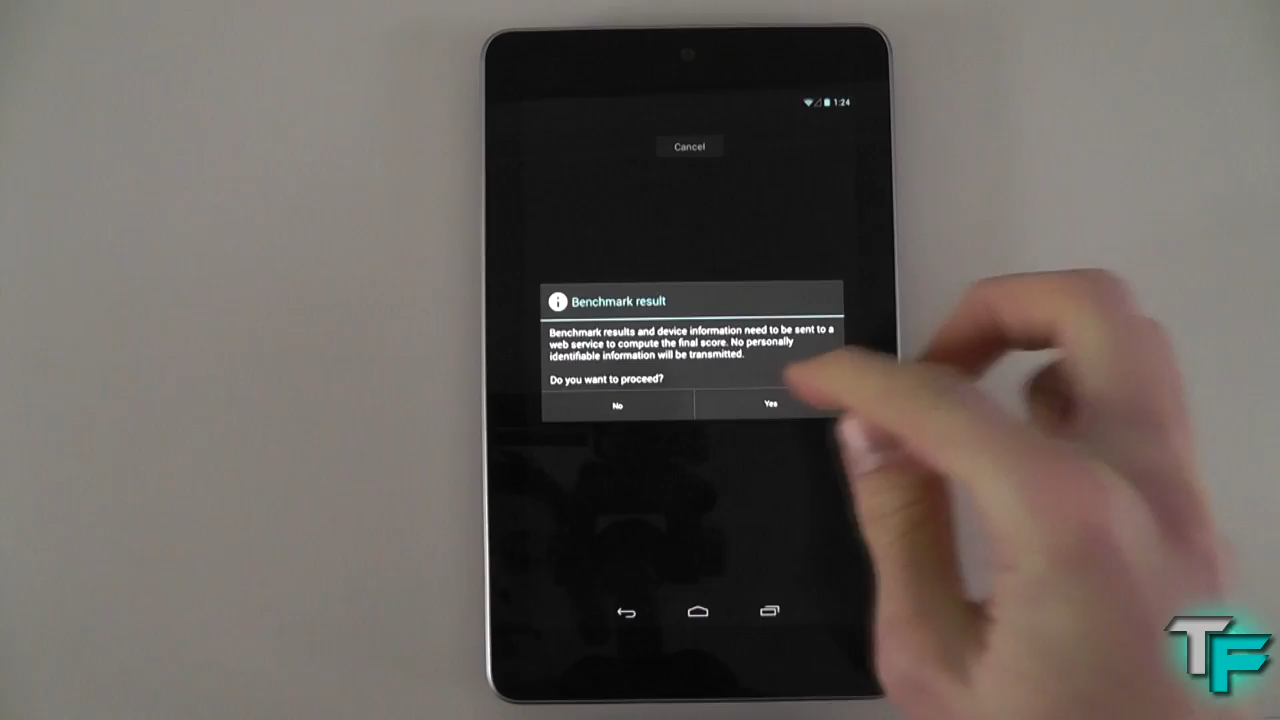 1:24
Cancel
Benchmark result
Benchmark results and device information need to be sent to a
web service to compute the final score. No personally
identifiable information will be transmitted.
Do you want to proceed?
No
Yes
TF